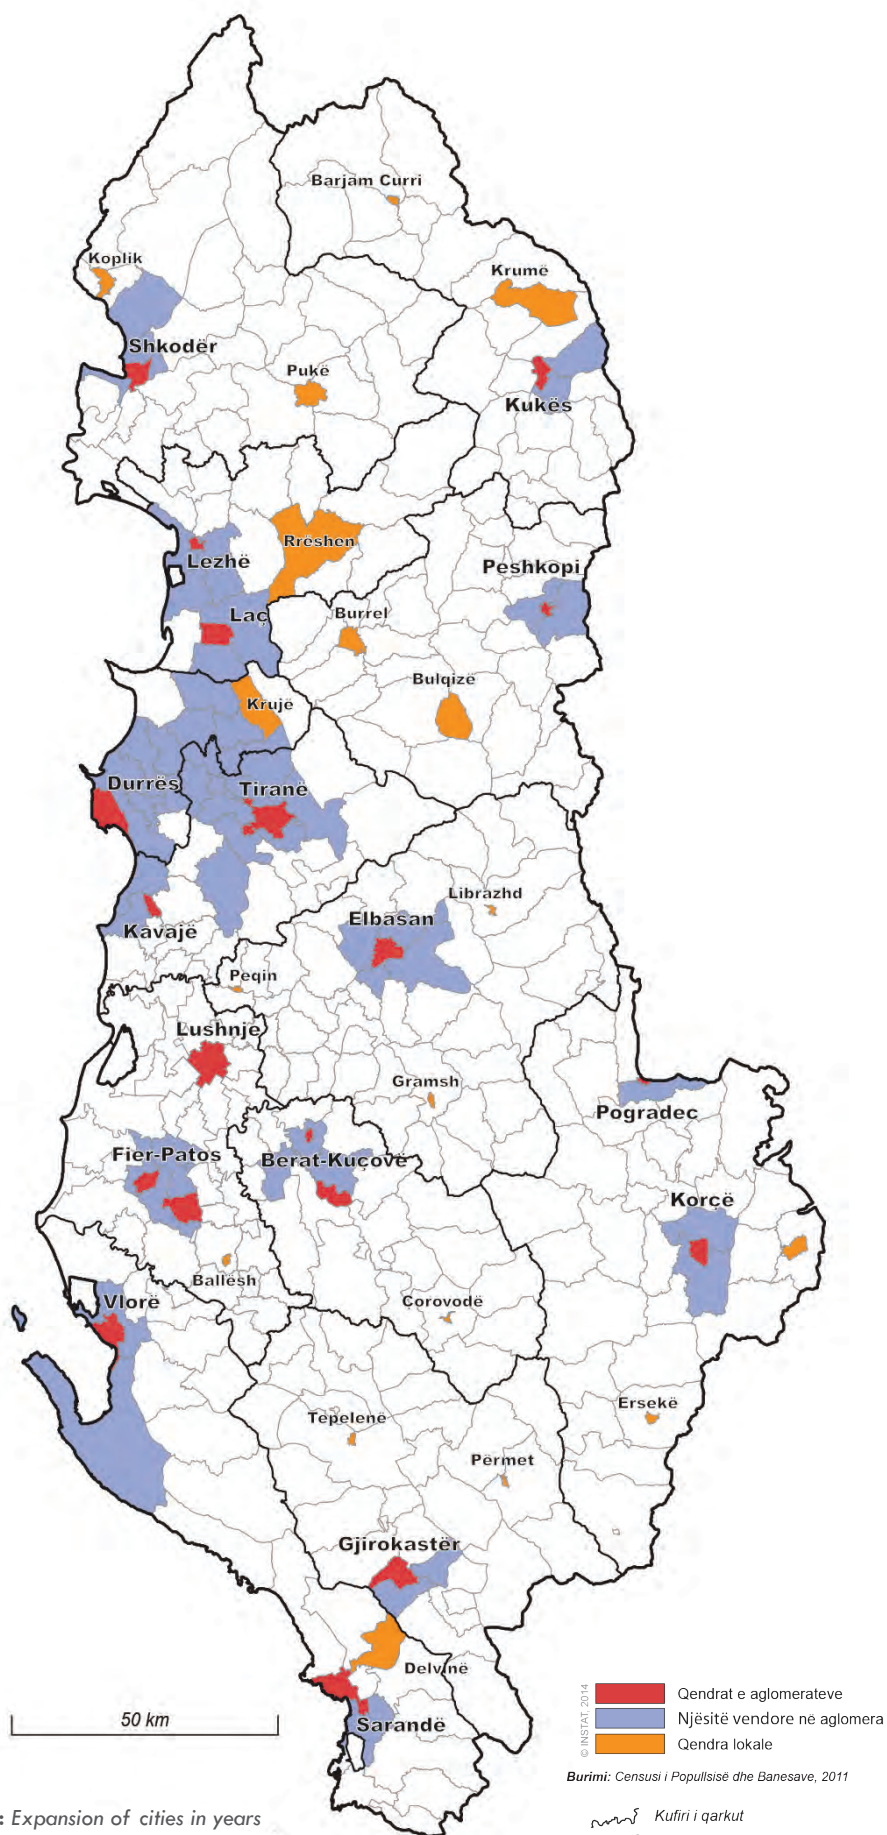 Barjam Curri
Koplik
Krumë
Shkodër
Pukë
Kukës
Rrëshen
Lezhë
Peshkopi
Laç
Burrel
Bulqizë
Krujë
Durrës
Tiranë
Librazhd
Elbasan
Kavajë
Peqin
Lushnje
Gramsh
Pogradec
Fier-Patos
Berat-Kuçovë
Korçë
Ballësh
Vlorë
Corovodë
Ersekë
Tepelenë
Përmet
Gjirokastër
Delvinë
Sarandë
50 km
© INSTAT, 2014
Qendrat e aglomerateve
Njësitë vendore në aglomera
Qendra lokale
Burimi: Censusi i Popullsisë dhe Banesave, 2011
Kufiri i qarkut
: Expansion of cities in years